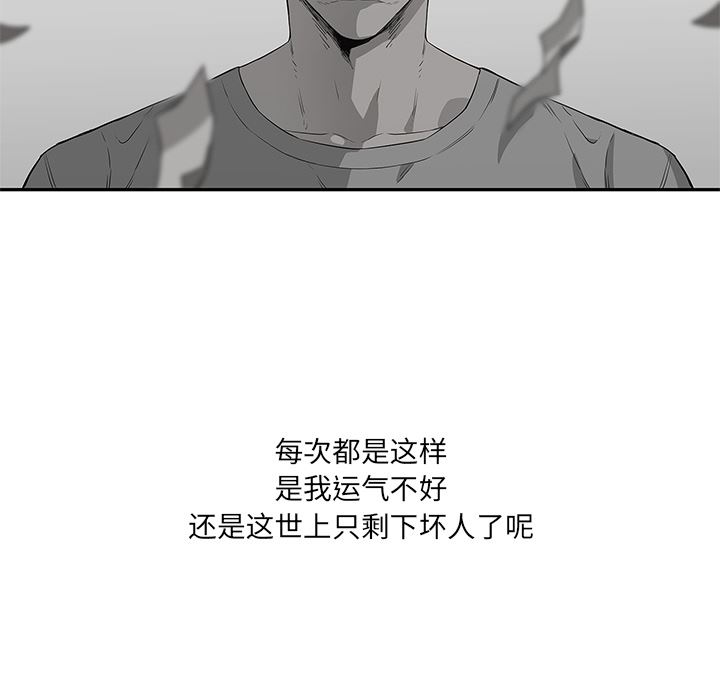 每次都是这样
是我运气不好
还是这世上只剩下坏人了呢